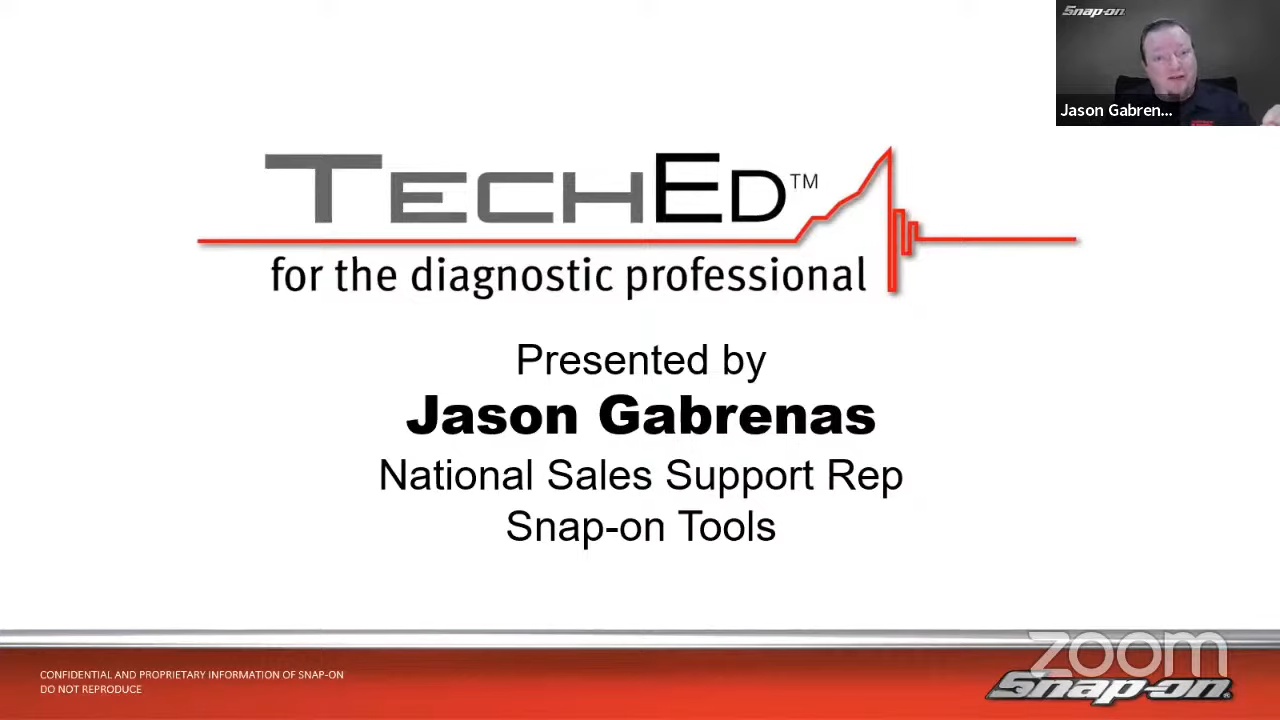 Snap-on
Jason Gabren...
TECHED™
for the diagnostic professional
Presented by
Jason Gabrenas
National Sales Support Rep
Snap-on Tools
CONFIDENTIAL AND PROPRIETARY INFORMATION OF SNAP-ON
DO NOT REPRODUCE
zoom
Snap-on®